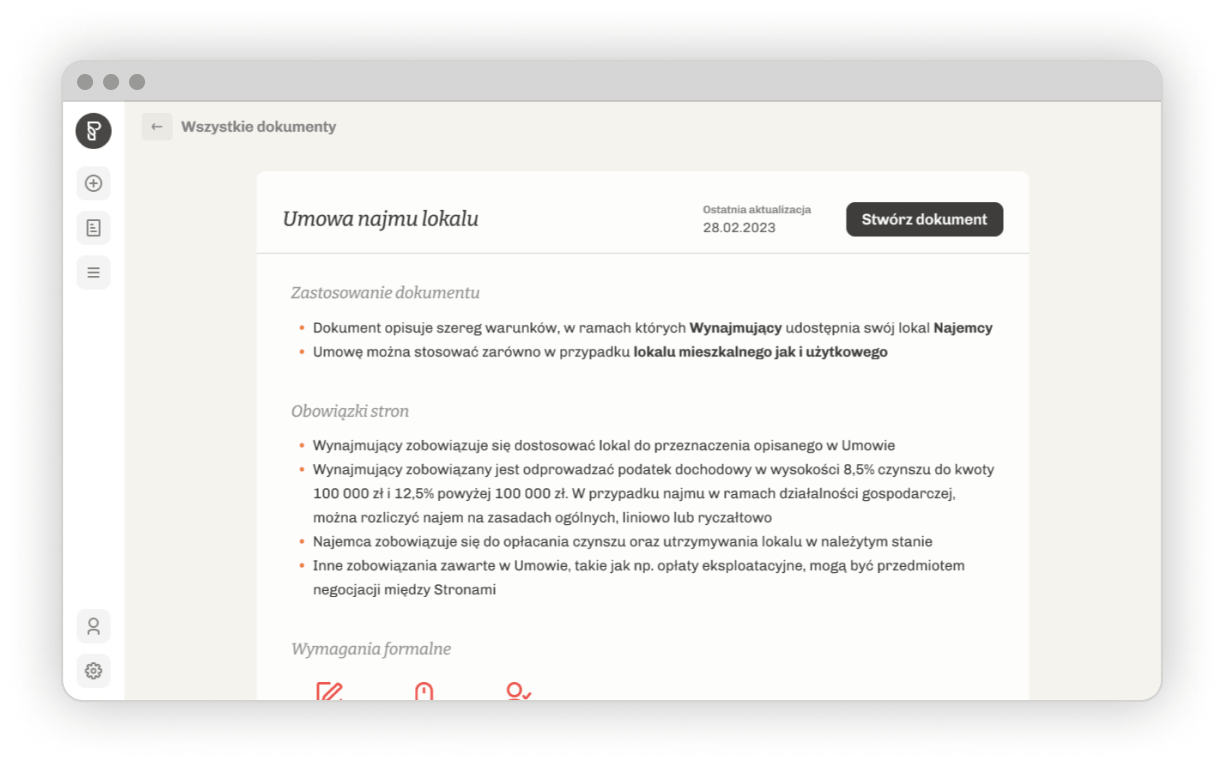 Wszystkie dokumenty
Umowa najmu lokalu
Ostatnia aktualizacja
28.02.2023
Stwórz dokument
Zastosowanie dokumentu
Dokument opisuje szereg warunków, w ramach których Wynajmujący udostępnia swój lokal Najemcy
Umowę można stosować zarówno w przypadku lokalu mieszkalnego jak i użytkowego
Obowiązki stron
Wynajmujący zobowiązuje się dostosować lokal do przeznaczenia opisanego w Umowie
Wynajmujący zobowiązany jest odprowadzać podatek dochodowy w wysokości 8,5% czynszu do kwoty
100 000 zł i 12,5% powyżej 100 000 zł. W przypadku najmu w ramach działalności gospodarczej,
można rozliczyć najem na zasadach ogólnych, liniowo lub ryczałtowo
Najemca zobowiązuje się do opłacania czynszu oraz utrzymywania lokalu w należytym stanie
Inne zobowiązania zawarte w Umowie, takie jak np. opłaty eksploatacyjne, mogą być przedmiotem
negocjacji między Stronami
Wymagania formalne